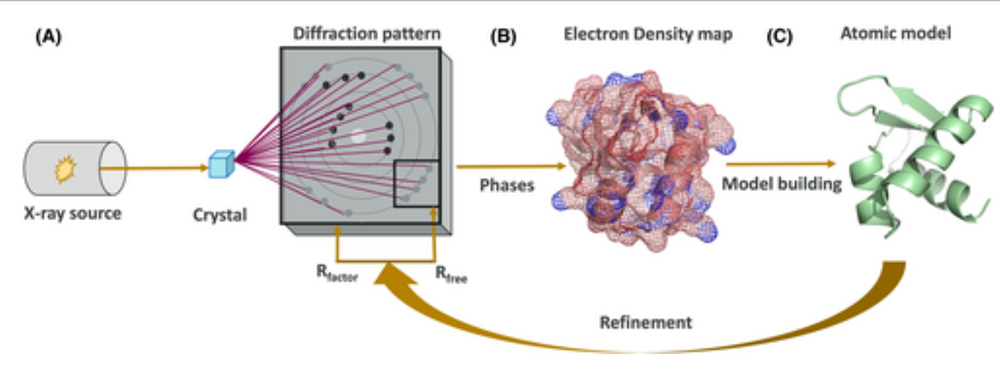 (A)
Diffraction pattern
(B)
Electron Density map
(C)
Atomic model
X-ray source
Crystal
Phases
Model building
Rfactor
Rfree
Refinement